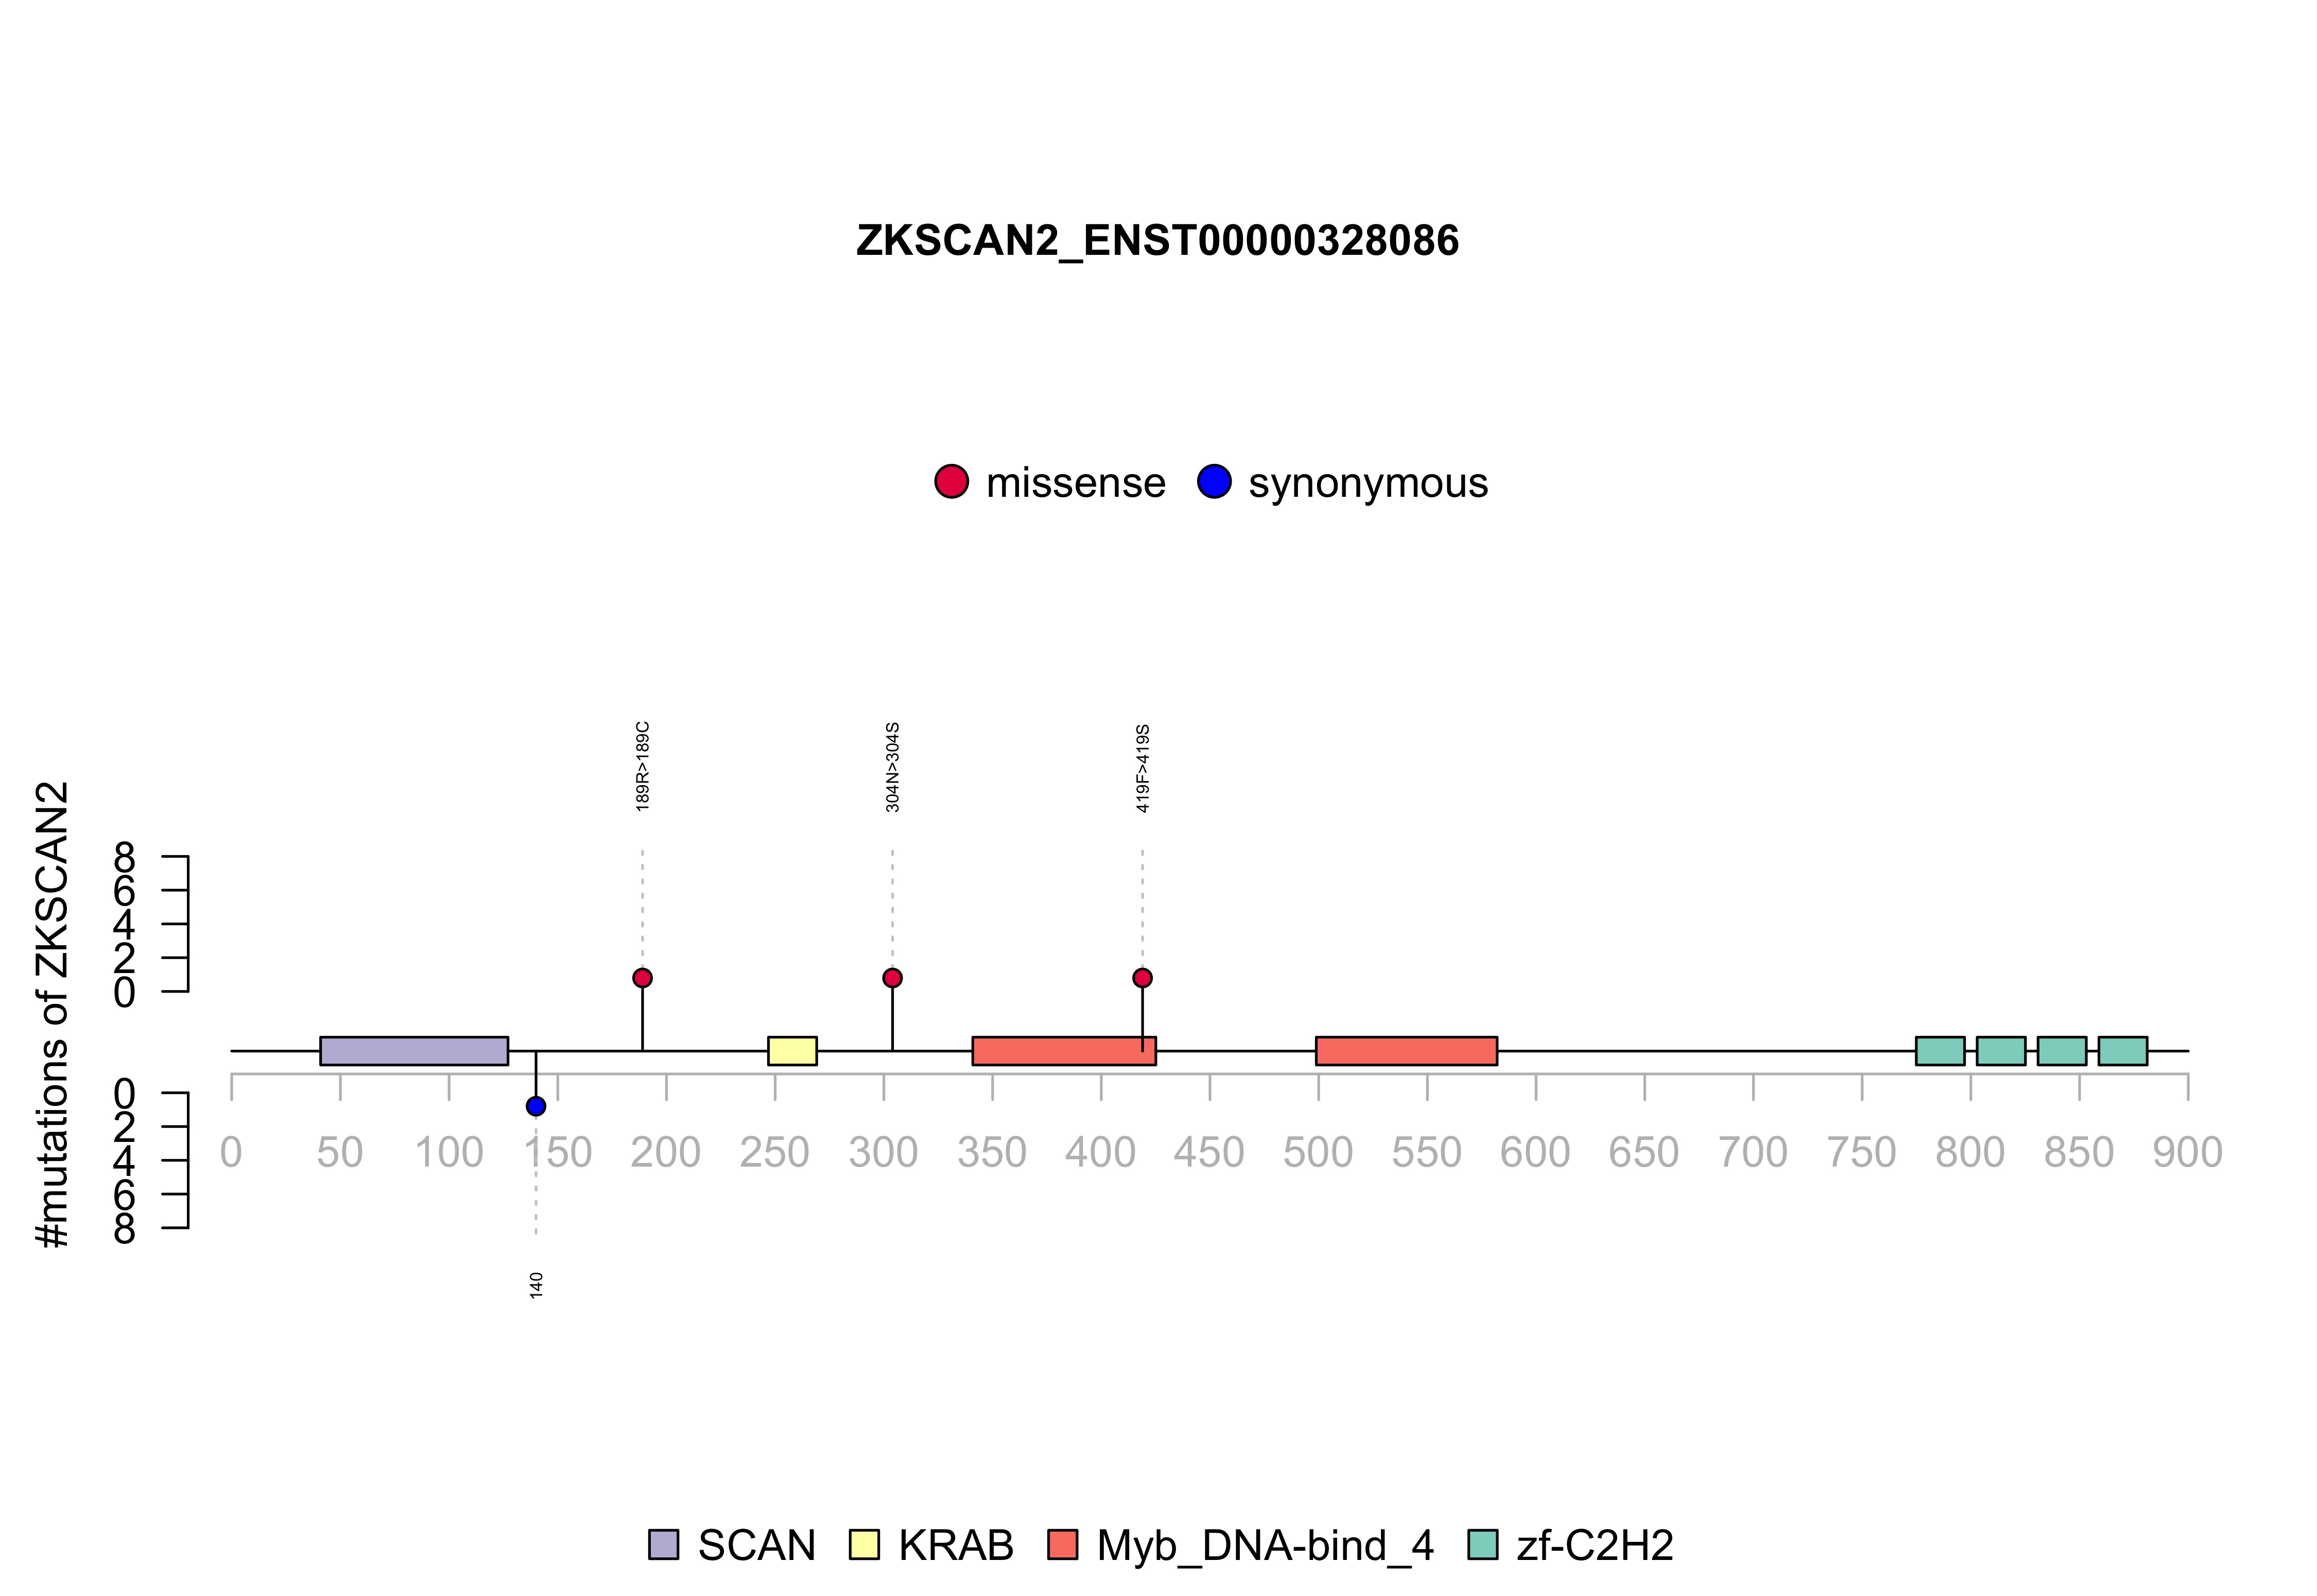 ZKSCAN2_ENST00000328086
missense synonymous
189R>189C
304N>304S
419F>419S
#mutations of ZKSCAN2
8
6
4
2
0
0
2
4
6
8
0 50 100 150 200 250 300 350 400 450 500 550 600 650 700 750 800 850 900
140
SCAN KRAB Myb_DNA-bind_4 zf-C2H2